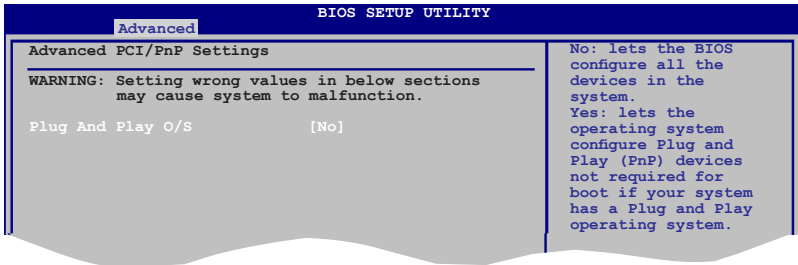 BIOS SETUP UTILITY
Advanced
Advanced PCI/PnP Settings
WARNING: Setting wrong values in below sections
may cause system to malfunction.
Plug And Play O/S [No]
No: lets the BIOS
configure all the
devices in the
system.
Yes: lets the
operating system
configure Plug and
Play (PnP) devices
not required for
boot if your system
has a Plug and Play
operating system.